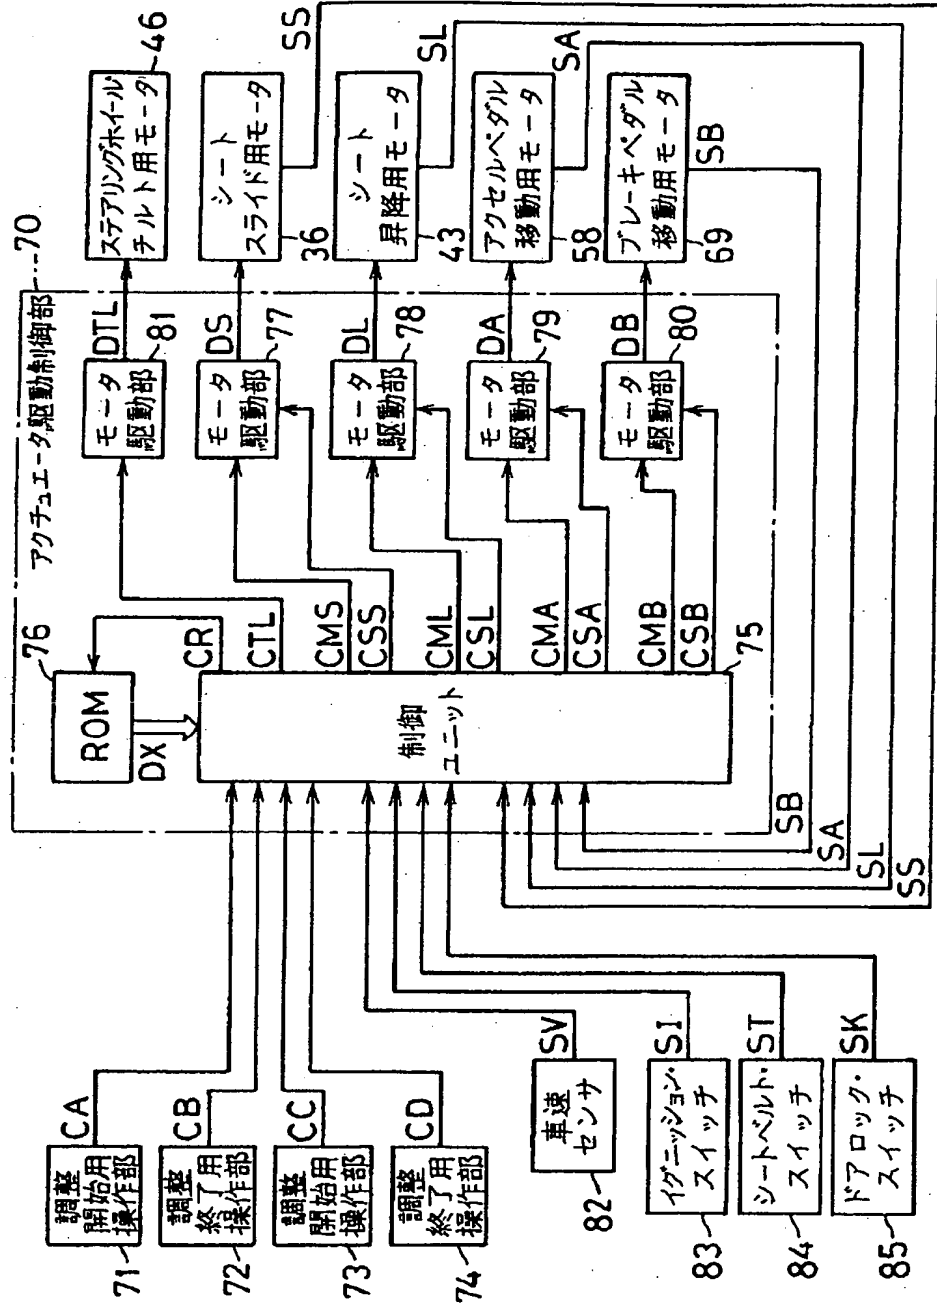 アクチュエータ駆動制御部
70
76
ROM
DX
CR
CTL
CMS
CSS
CML
CSL
CMA
CSA
CMB
CSB
制御
ユニット
75
調整
開始用
操作部
71
CA
調整
終了用
操作部
72
CB
調整
開始用
操作部
73
CC
調整
終了用
操作部
74
CD
車速
センサ
82
SV
イグニッション・
スイッチ
83
SI
シートベルト・
スイッチ
84
ST
ドアロック・
スイッチ
85
SK
モータ
駆動部
81
DTL
モータ
駆動部
77
DS
モータ
駆動部
78
DL
モータ
駆動部
79
DA
モータ
駆動部
80
DB
ステアリングホイール
チルト用モータ
46
シート
スライド用モータ
36
SS
シート
昇降用モータ
43
SL
アクセルペダル
移動用モータ
58
SA
ブレーキペダル
移動用モータ
69
SB
SB
SA
SL
SS